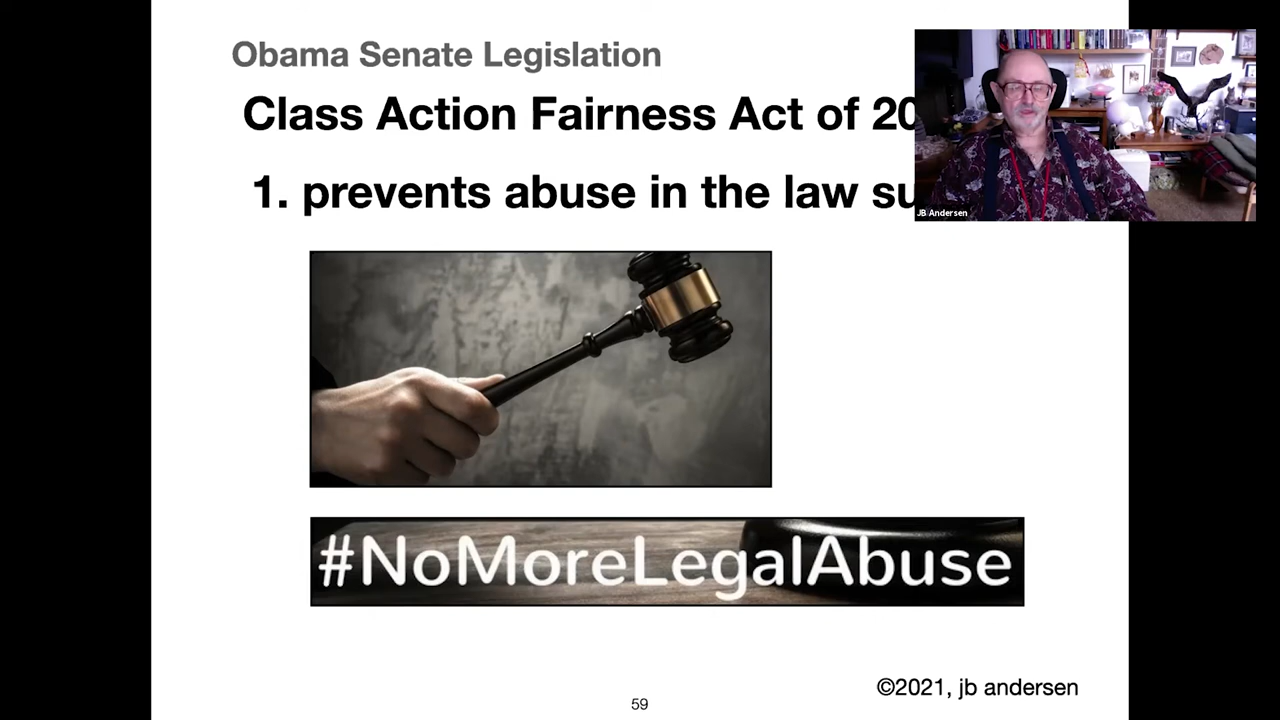 Obama Senate Legislation
Class Action Fairness Act of 20
1. prevents abuse in the law su
JB Andersen
#NoMoreLegalAbuse
©2021, jb andersen
59